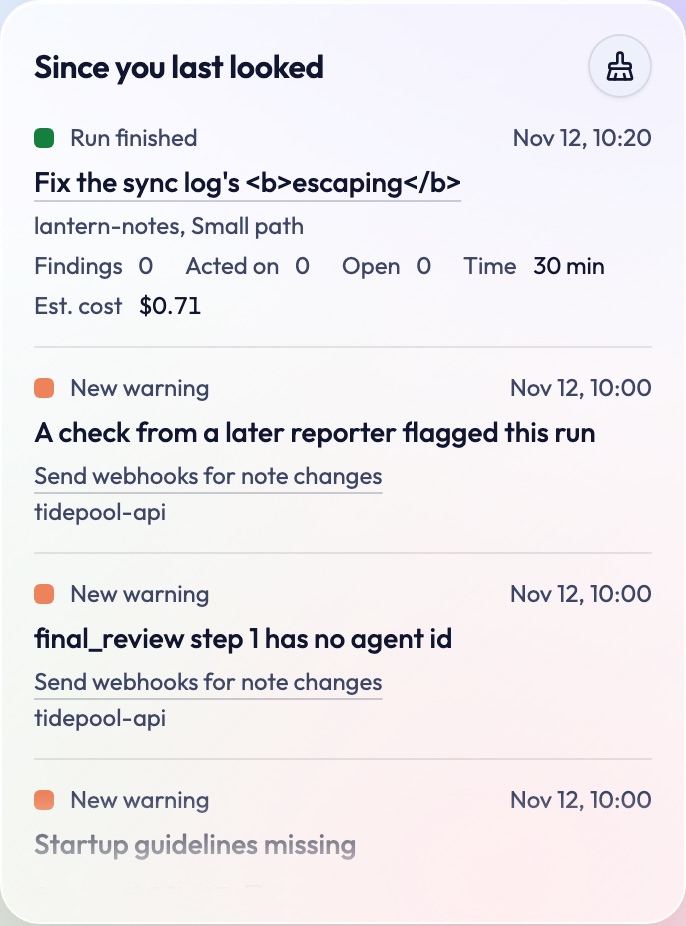 Since you last looked
Run finished Nov 12, 10:20
Fix the sync log's <b>escaping</b>
lantern-notes, Small path
Findings 0 Acted on 0 Open 0 Time 30 min
Est. cost $0.71
New warning Nov 12, 10:00
A check from a later reporter flagged this run
Send webhooks for note changes
tidepool-api
New warning Nov 12, 10:00
final_review step 1 has no agent id
Send webhooks for note changes
tidepool-api
New warning Nov 12, 10:00
Startup guidelines missing